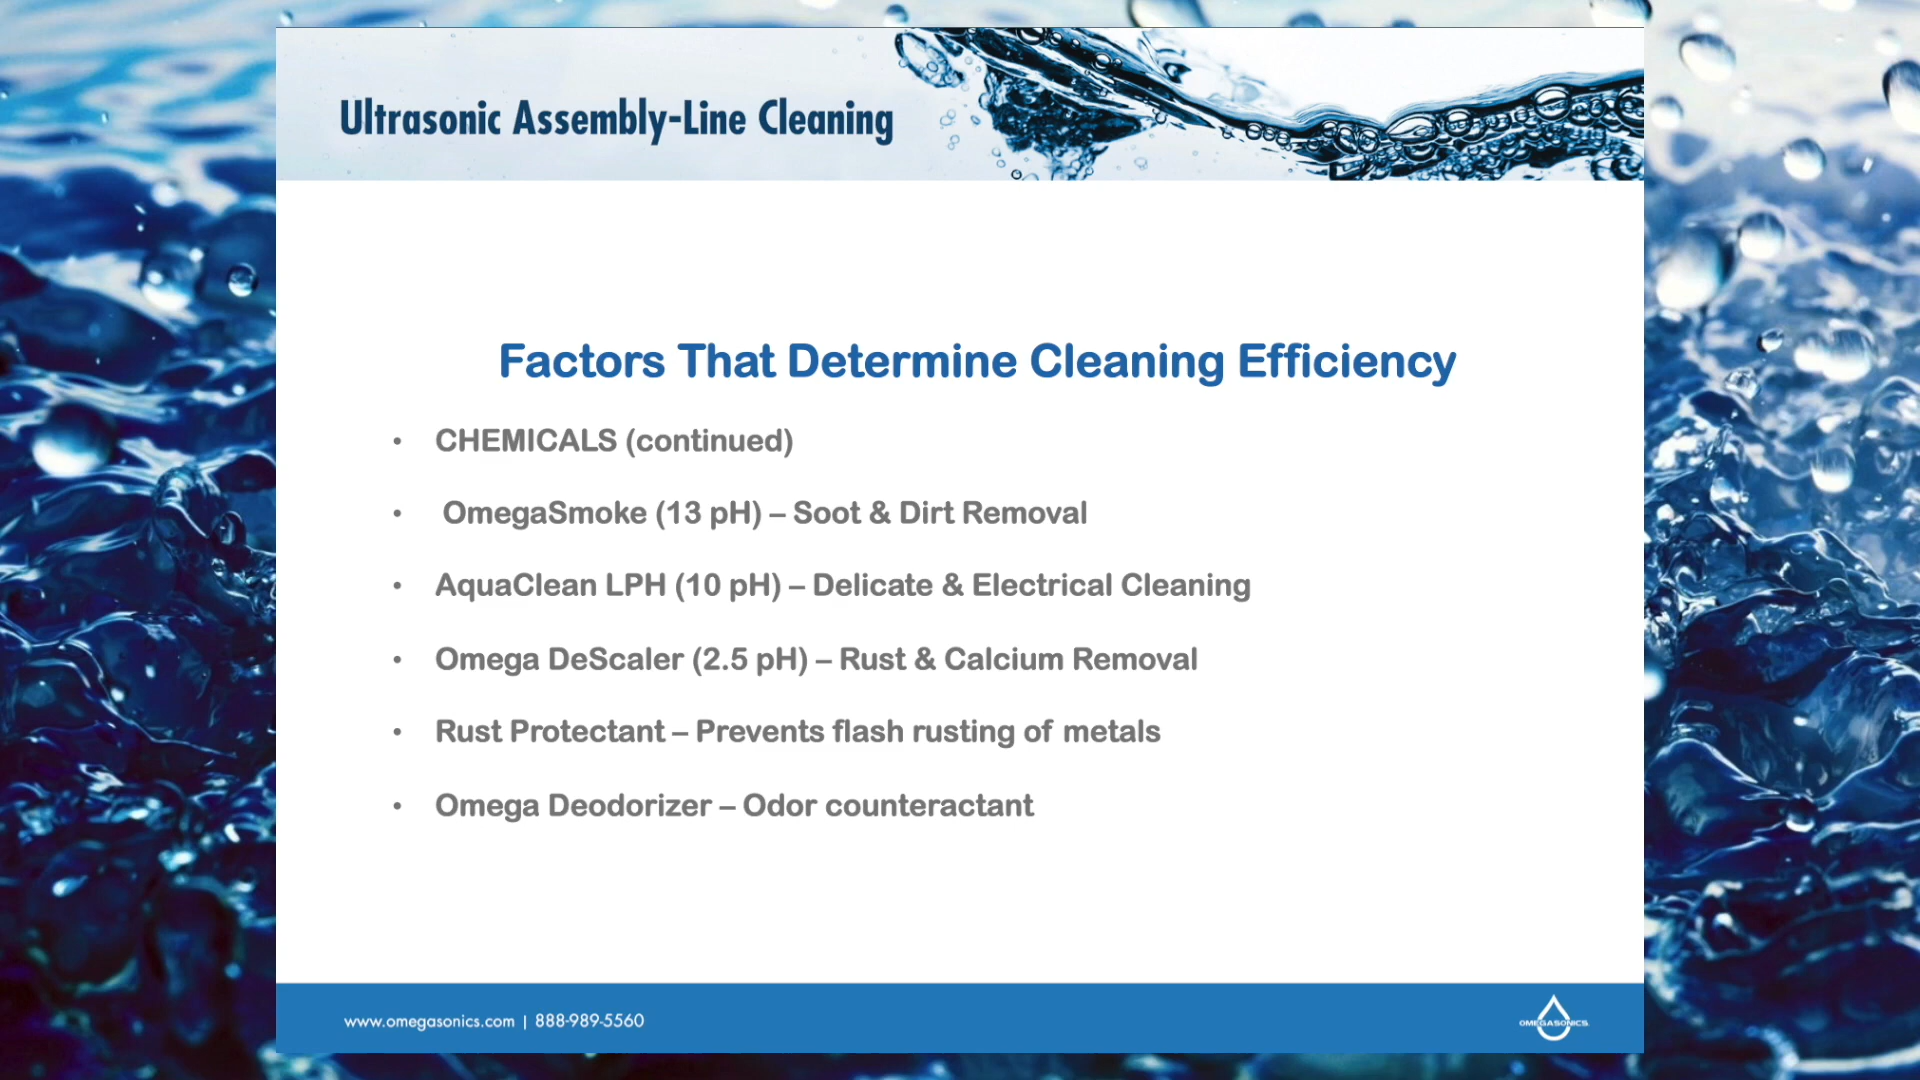 Ultrasonic Assembly-Line Cleaning
Factors That Determine Cleaning Efficiency
• CHEMICALS (continued)
• OmegaSmoke (13 pH) – Soot & Dirt Removal
• AquaClean LPH (10 pH) – Delicate & Electrical Cleaning
• Omega DeScaler (2.5 pH) – Rust & Calcium Removal
• Rust Protectant – Prevents flash rusting of metals
• Omega Deodorizer – Odor counteractant
www.omegasonics.com | 888-989-5560
OMEGASONICS